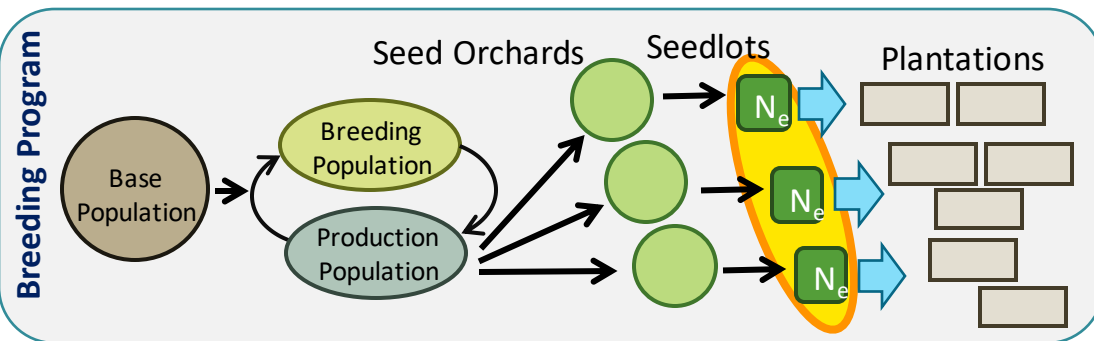 Breeding Program
Seed Orchards
Seedlots
Plantations
Base
Population
Breeding
Population
Production
Population
Ne
Ne
Ne